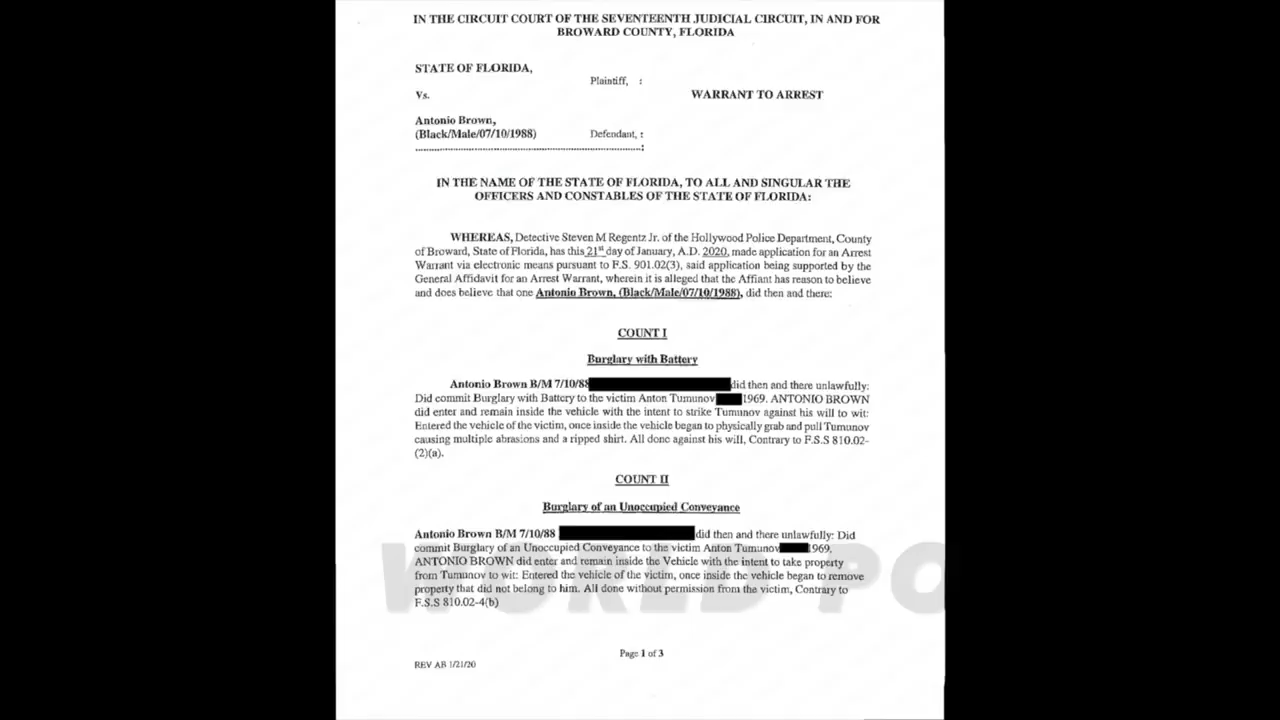 IN THE CIRCUIT COURT OF THE SEVENTEENTH JUDICIAL CIRCUIT, IN AND FOR
BROWARD COUNTY, FLORIDA
STATE OF FLORIDA,
Plaintiff, :
Vs.
WARRANT TO ARREST
Antonio Brown,
(Black/Male/07/10/1988)
Defendant, :
IN THE NAME OF THE STATE OF FLORIDA, TO ALL AND SINGULAR THE
OFFICERS AND CONSTABLES OF THE STATE OF FLORIDA:
WHEREAS, Detective Steven M Regentz Jr. of the Hollywood Police Department, County
of Broward, State of Florida, has this 21st day of January, A.D. 2020, made application for an Arrest
Warrant via electronic means pursuant to F.S. 901.02(3), said application being supported by the
General Affidavit for an Arrest Warrant, wherein it is alleged that the Affiant has reason to believe
and does believe that one Antonio Brown, (Black/Male/07/10/1988), did then and there:
COUNT I
Burglary with Battery
Antonio Brown B/M 7/10/88 did then and there unlawfully:
Did commit Burglary with Battery to the victim Anton Tumunov 1969. ANTONIO BROWN
did enter and remain inside the vehicle with the intent to strike Tumunov against his will to wit:
Entered the vehicle of the victim, once inside the vehicle began to physically grab and pull Tumunov
causing multiple abrasions and a ripped shirt. All done against his will, Contrary to F.S.S 810.02-
(2)(a).
COUNT II
Burglary of an Unoccupied Conveyance
Antonio Brown B/M 7/10/88 did then and there unlawfully: Did
commit Burglary of an Unoccupied Conveyance to the victim Anton Tumunov 1969.
ANTONIO BROWN did enter and remain inside the Vehicle with the intent to take property
from Tumunov to wit: Entered the vehicle of the victim, once inside the vehicle began to remove
property that did not belong to him. All done without permission from the victim, Contrary to
F.S.S 810.02-4(b)
WORLD PO
Page 1 of 3
REV AB 1/21/20